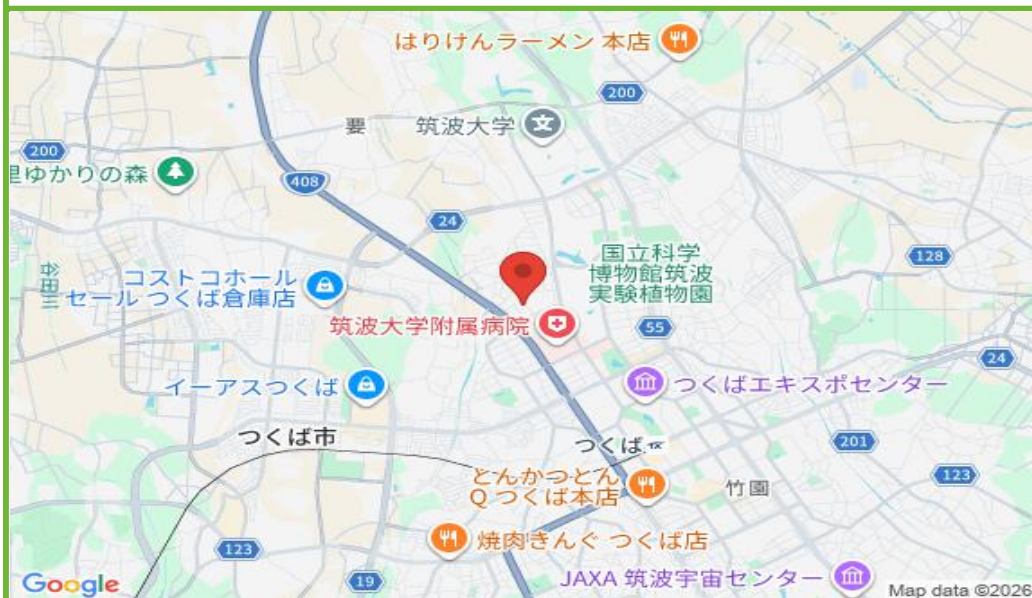 はりけんラーメン 本店
200
要
筑波大学
200
里ゆかりの森
408
24
国立科学
博物館筑波
実験植物園
128
谷田川
コストコホール
セール つくば倉庫店
筑波大学附属病院
55
24
イーアスつくば
つくばエキスポセンター
つくば市
つくば
201
とんかつとん
Q つくば本店
竹園
123
焼肉きんぐ つくば店
123
19
JAXA 筑波宇宙センター
Google
Map data ©2026